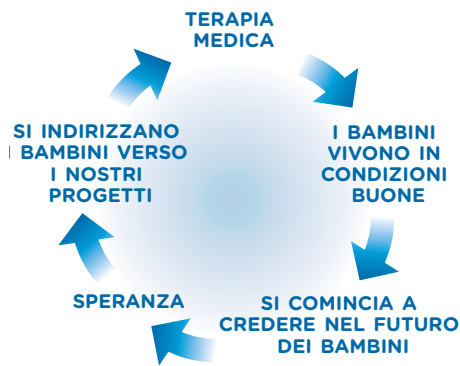 TERAPIA
MEDICA
I BAMBINI
VIVONO IN
CONDIZIONI
BUONE
SI COMINCIA A
CREDERE NEL FUTURO
DEI BAMBINI
SPERANZA
SI INDIRIZZANO
I BAMBINI VERSO
I NOSTRI
PROGETTI